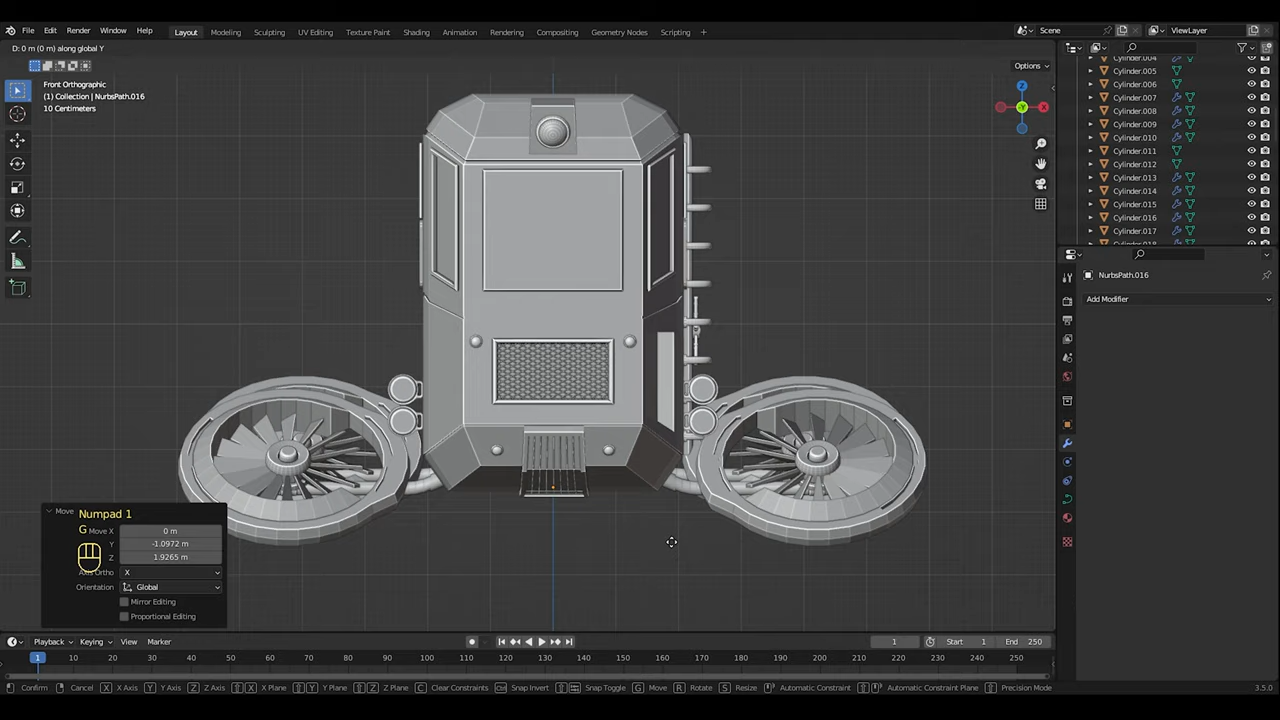 File Edit Render Window Help Layout Modeling Sculpting UV Editing Texture Paint Shading Animation Rendering Compositing Geometry Nodes Scripting + Scene ViewLayer
D: 0 m (0 m) along global Y
Options
Front Orthographic
(1) Collection | NurbsPath.016
10 Centimeters
X
Y
Z
Cylinder.005
Cylinder.006
Cylinder.007
Cylinder.008
Cylinder.009
Cylinder.010
Cylinder.011
Cylinder.012
Cylinder.013
Cylinder.014
Cylinder.015
Cylinder.016
Cylinder.017
NurbsPath.016
Add Modifier
Move
Numpad 1
G
Move X 0 m
Y -1.0972 m
Z 1.9265 m
X
Orientation Global
Mirror Editing
Proportional Editing
Playback Keying View Marker 1 Start 1 End 250
1 10 20 30 40 50 60 70 80 90 100 110 120 130 140 150 160 170 180 190 200 210 220 230 240 250
Confirm Cancel X X Axis Y Y Axis Z Z Axis X X Plane Y Y Plane Z Z Plane C Clear Constraints Snap Invert Snap Toggle G Move R Rotate S Resize Automatic Constraint Automatic Constraint Plane Precision Mode 3.5.0